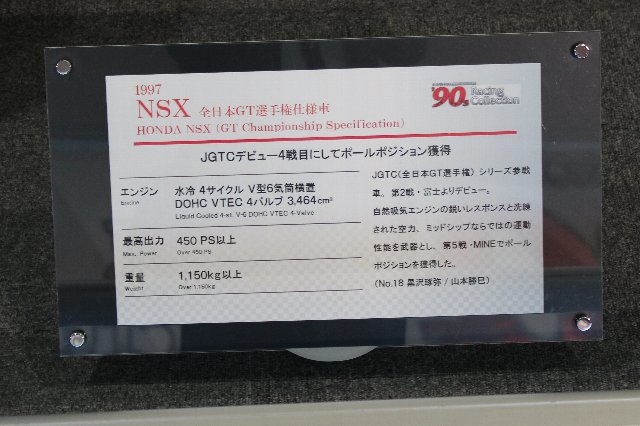 1997
NSX 全日本GT選手権仕様車
HONDA NSX (GT Championship Specification)
'90s Racing Collection
JGTCデビュー4戦目にしてポールポジション獲得
エンジン 水冷 4サイクル V型6気筒横置
Engine DOHC VTEC 4バルブ 3,464cm³
Liquid Cooled 4-st. V-6 DOHC VTEC 4-Valve
最高出力 450 PS以上
Max. Power Over 450 PS
重量 1,150kg以上
Weight Over 1,150kg
JGTC(全日本GT選手権) シリーズ参戦
車。第2戦・富士よりデビュー。
自然吸気エンジンの鋭いレスポンスと洗練
された空力、ミッドシップならではの運動
性能を武器とし、第5戦・MINEでポール
ポジションを獲得した。
(No.18 黒沢琢弥 / 山本勝巳)